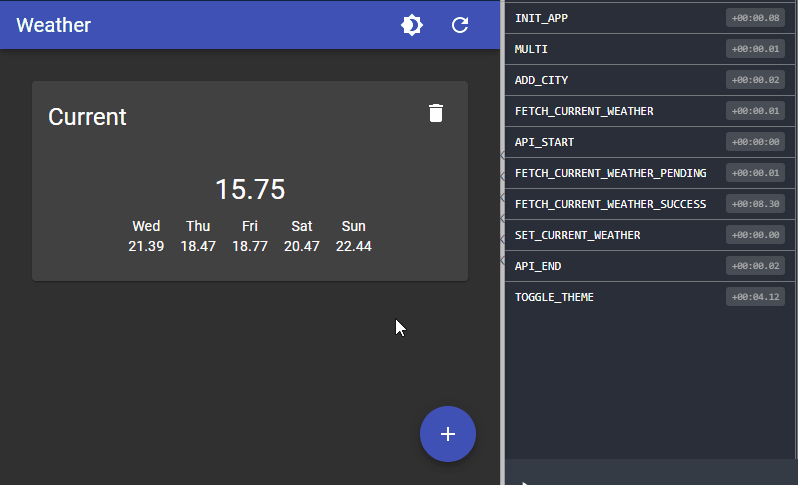 Weather
Current
15.75
Wed Thu Fri Sat Sun
21.39 18.47 18.77 20.47 22.44
INIT_APP +00:00.08
MULTI +00:00.01
ADD_CITY +00:00.02
FETCH_CURRENT_WEATHER +00:00.01
API_START +00:00:00
FETCH_CURRENT_WEATHER_PENDING +00:00.01
FETCH_CURRENT_WEATHER_SUCCESS +00:08.30
SET_CURRENT_WEATHER +00:00.00
API_END +00:00.02
TOGGLE_THEME +00:04.12